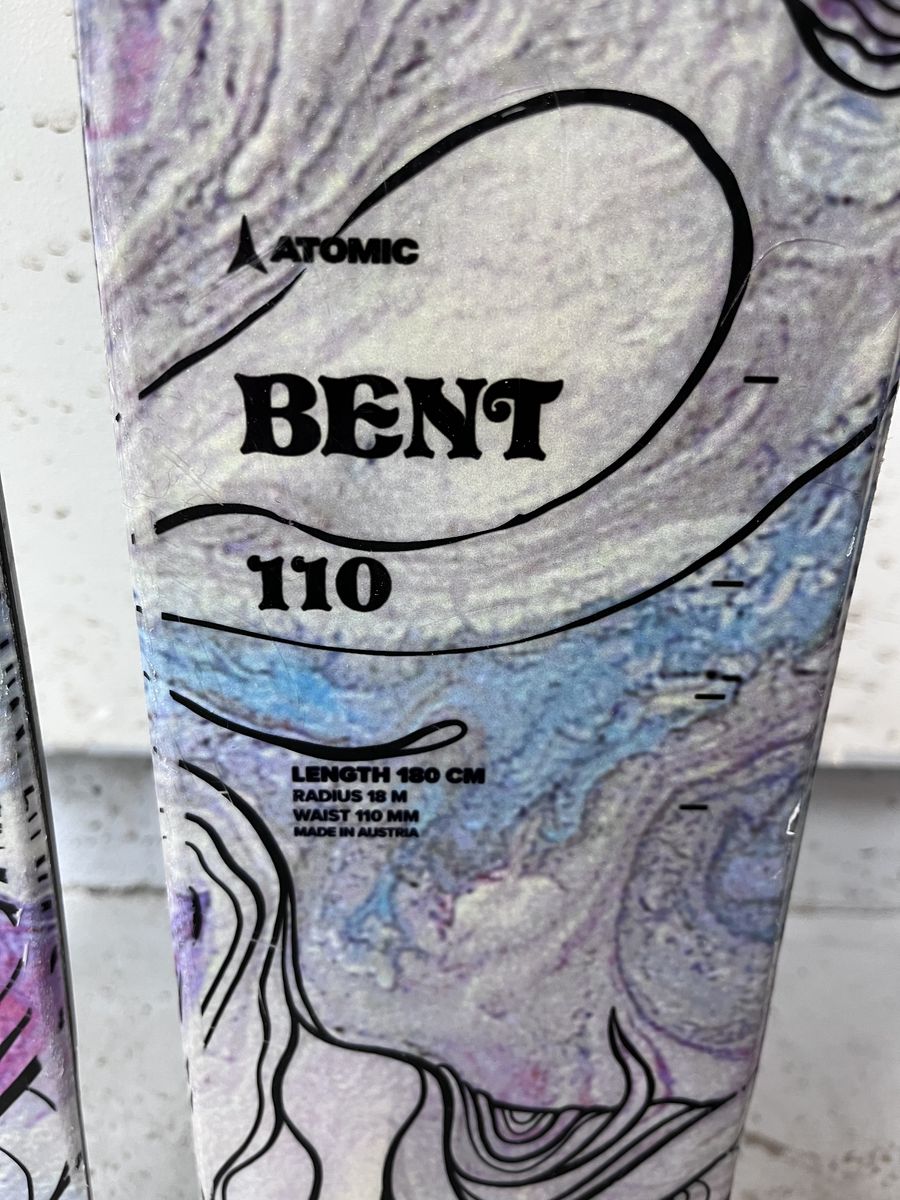 ATOMIC
BENT
110
LENGTH 180 CM
RADIUS 18 M
WAIST 110 MM
MADE IN AUSTRIA